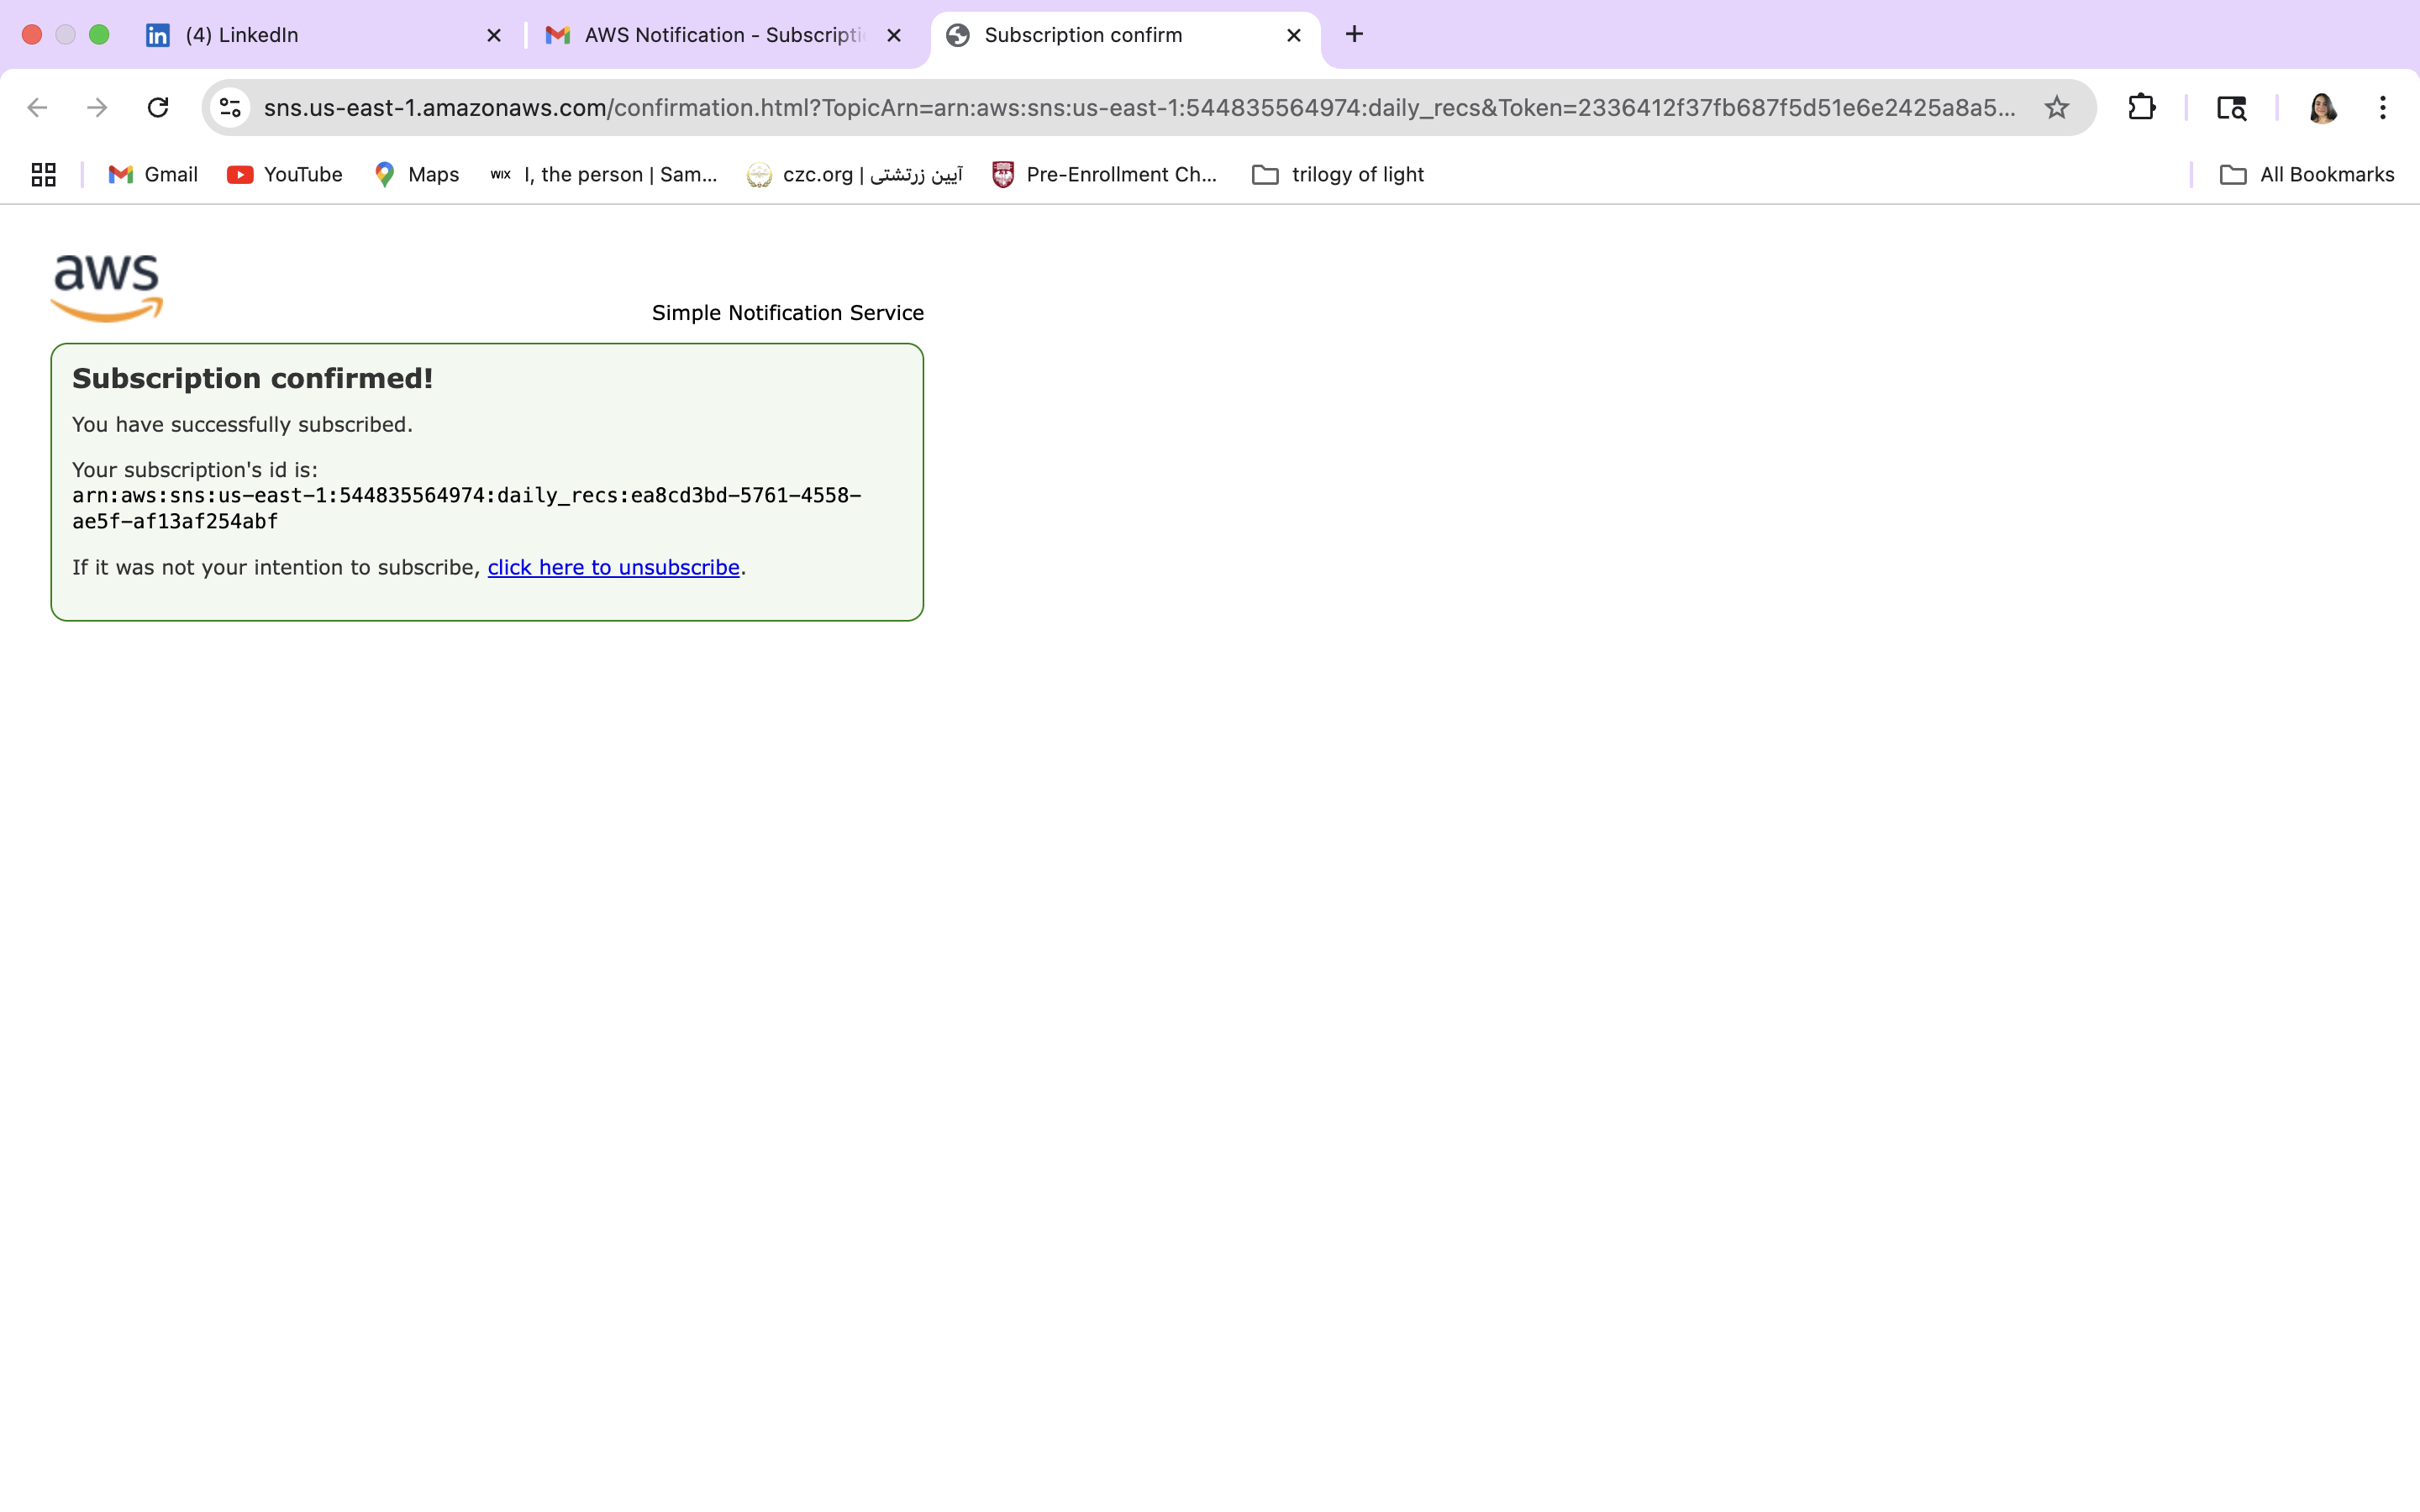 (4) LinkedIn
AWS Notification - Subscripti
Subscription confirm
sns.us-east-1.amazonaws.com/confirmation.html?TopicArn=arn:aws:sns:us-east-1:544835564974:daily_recs&Token=2336412f37fb687f5d51e6e2425a8a5...
Gmail
YouTube
Maps
WIX
I, the person | Sam...
czc.org | آیین زرتشتی
Pre-Enrollment Ch...
trilogy of light
All Bookmarks
aws
Simple Notification Service
Subscription confirmed!
You have successfully subscribed.
Your subscription's id is:
arn:aws:sns:us-east-1:544835564974:daily_recs:ea8cd3bd-5761-4558-
ae5f-af13af254abf
If it was not your intention to subscribe, click here to unsubscribe.